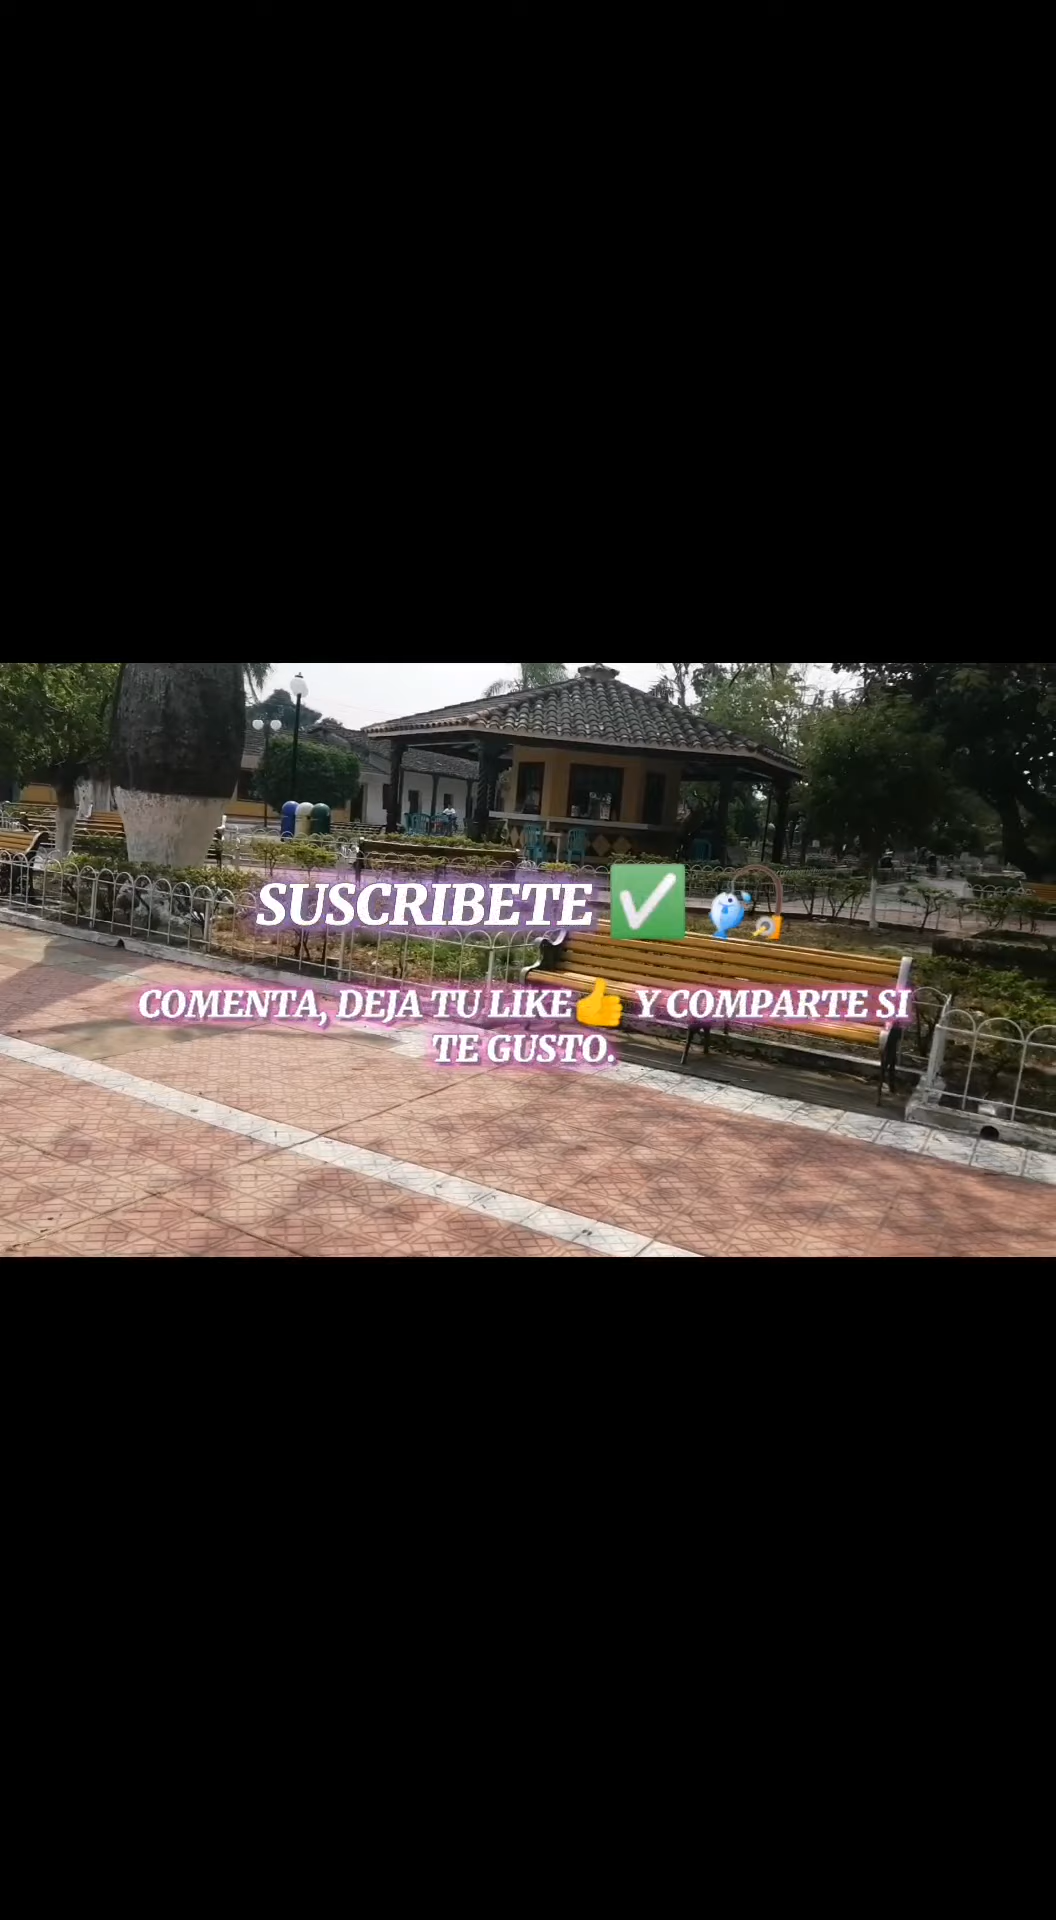 SUSCRIBETE ✅ 🎣
COMENTA, DEJA TU LIKE👍 Y COMPARTE SI
TE GUSTO.